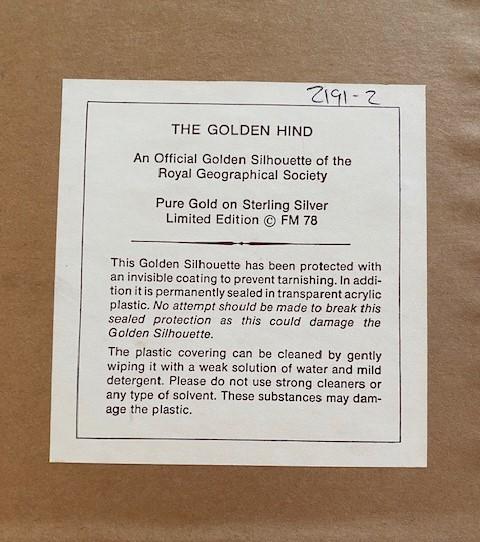 2191-2
THE GOLDEN HIND
An Official Golden Silhouette of the
Royal Geographical Society
Pure Gold on Sterling Silver
Limited Edition © FM 78
This Golden Silhouette has been protected with
an invisible coating to prevent tarnishing. In addi-
tion it is permanently sealed in transparent acrylic
plastic. No attempt should be made to break this
sealed protection as this could damage the
Golden Silhouette.
The plastic covering can be cleaned by gently
wiping it with a weak solution of water and mild
detergent. Please do not use strong cleaners or
any type of solvent. These substances may dam-
age the plastic.